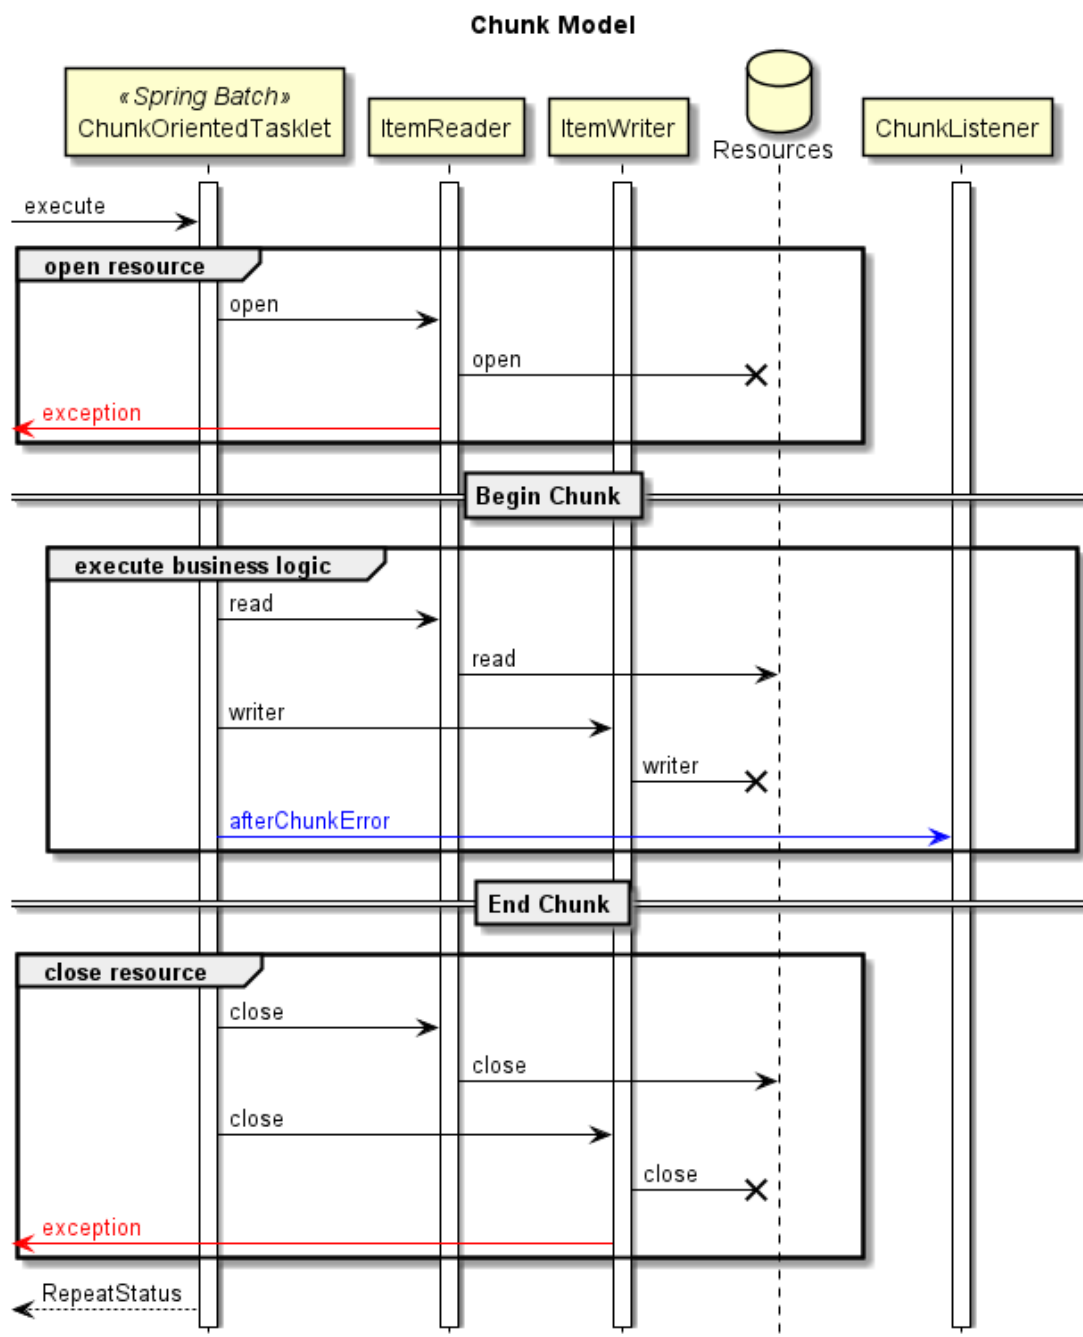 Chunk Model
«Spring Batch»
ChunkOrientedTasklet
ItemReader
ItemWriter
Resources
ChunkListener
execute
open resource
open
open
exception
Begin Chunk
execute business logic
read
read
writer
writer
afterChunkError
End Chunk
close resource
close
close
close
close
exception
RepeatStatus